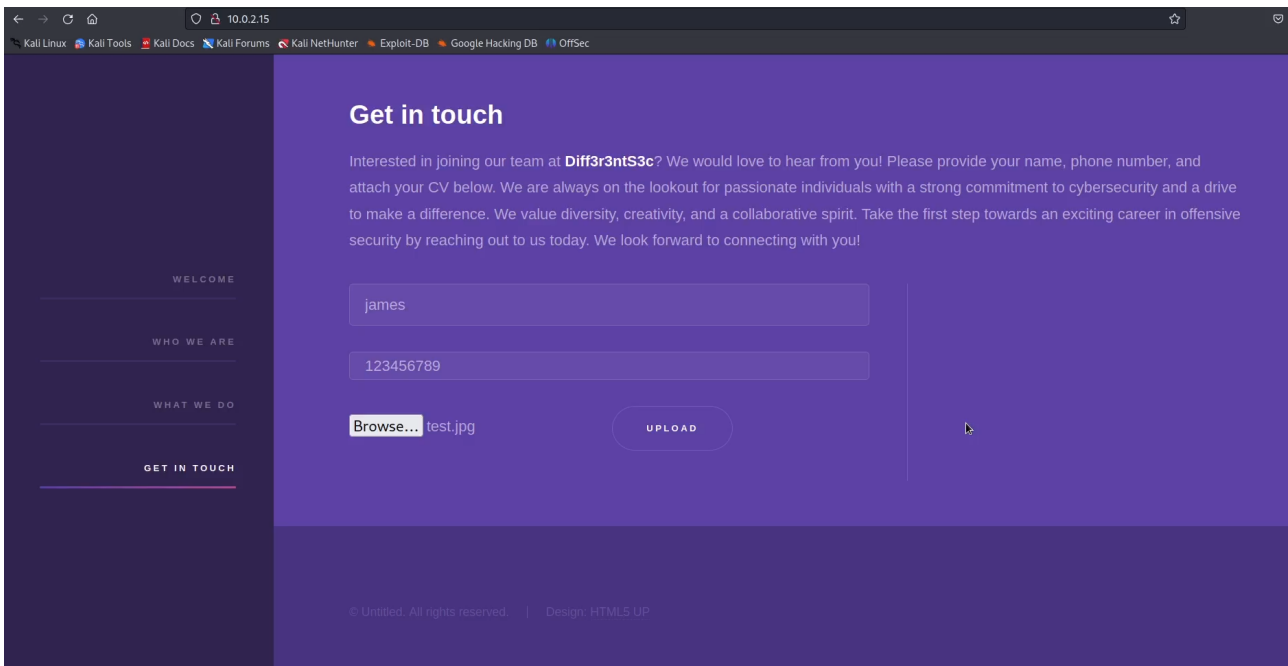 10.0.2.15
Kali Linux Kali Tools Kali Docs Kali Forums Kali NetHunter Exploit-DB Google Hacking DB OffSec
WELCOME
WHO WE ARE
WHAT WE DO
GET IN TOUCH
Get in touch
Interested in joining our team at Diff3r3ntS3c? We would love to hear from you! Please provide your name, phone number, and
attach your CV below. We are always on the lookout for passionate individuals with a strong commitment to cybersecurity and a drive
to make a difference. We value diversity, creativity, and a collaborative spirit. Take the first step towards an exciting career in offensive
security by reaching out to us today. We look forward to connecting with you!
james
123456789
Browse... test.jpg UPLOAD
© Untitled. All rights reserved. | Design: HTML5 UP